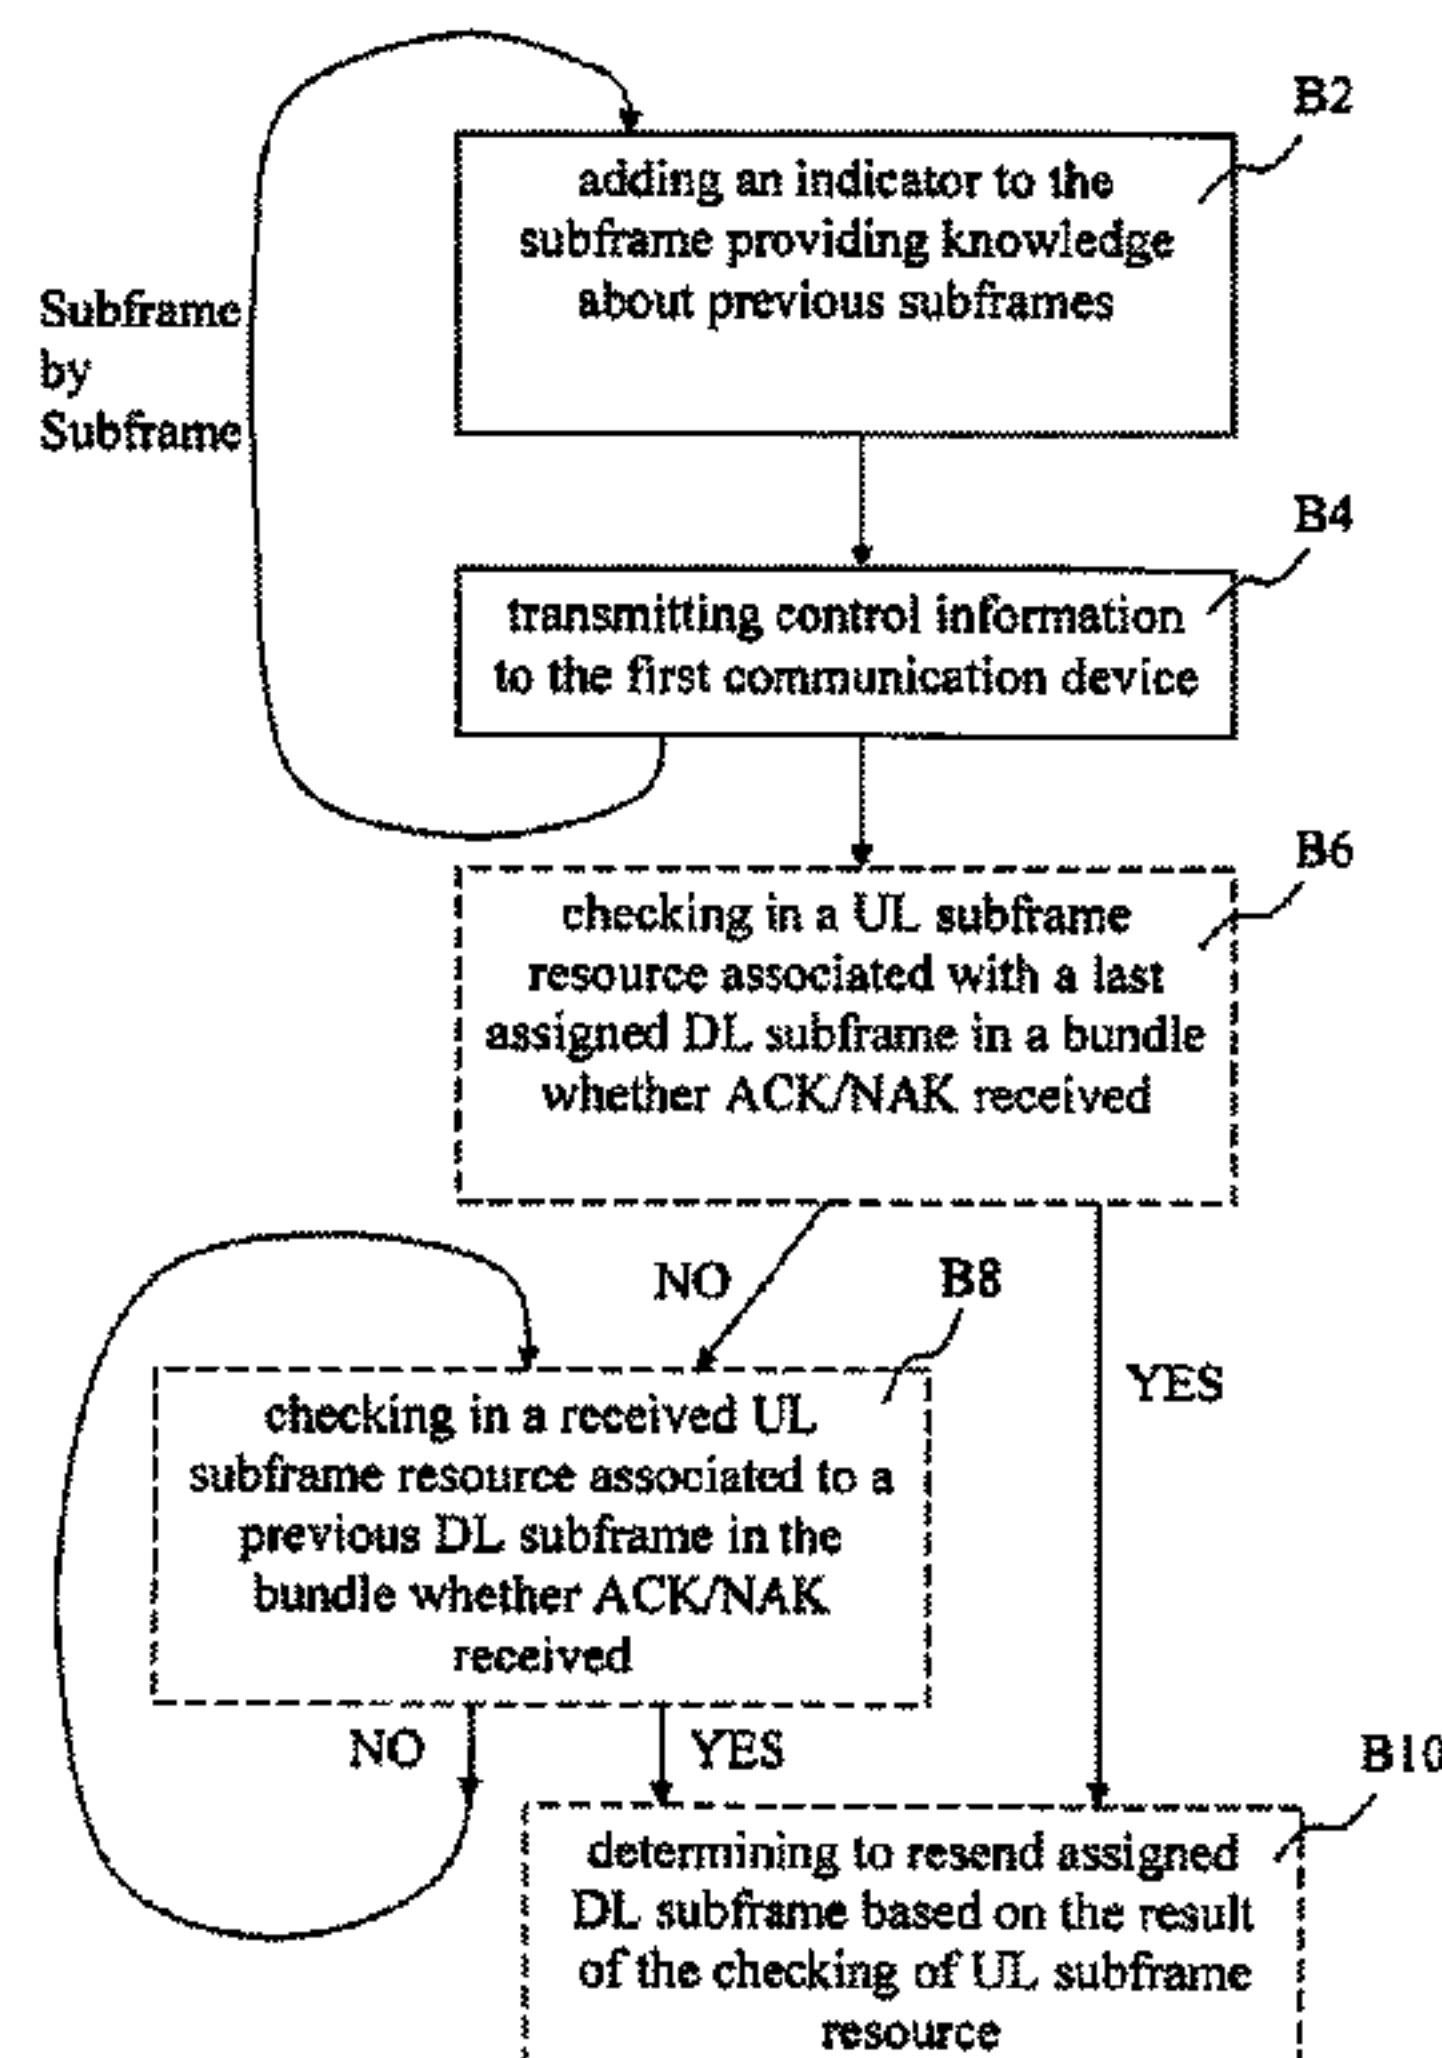 B2
adding an indicator to the
subframe providing knowledge
about previous subframes
Subframe
by
Subframe
B4
transmitting control information
to the first communication device
B6
checking in a UL subframe
resource associated with a last
assigned DL subframe in a bundle
whether ACK/NAK received
NO
B8
YES
checking in a received UL
subframe resource associated to a
previous DL subframe in the
bundle whether ACK/NAK
received
NO
YES
B10
determining to resend assigned
DL subframe based on the result
of the checking of UL subframe
resource